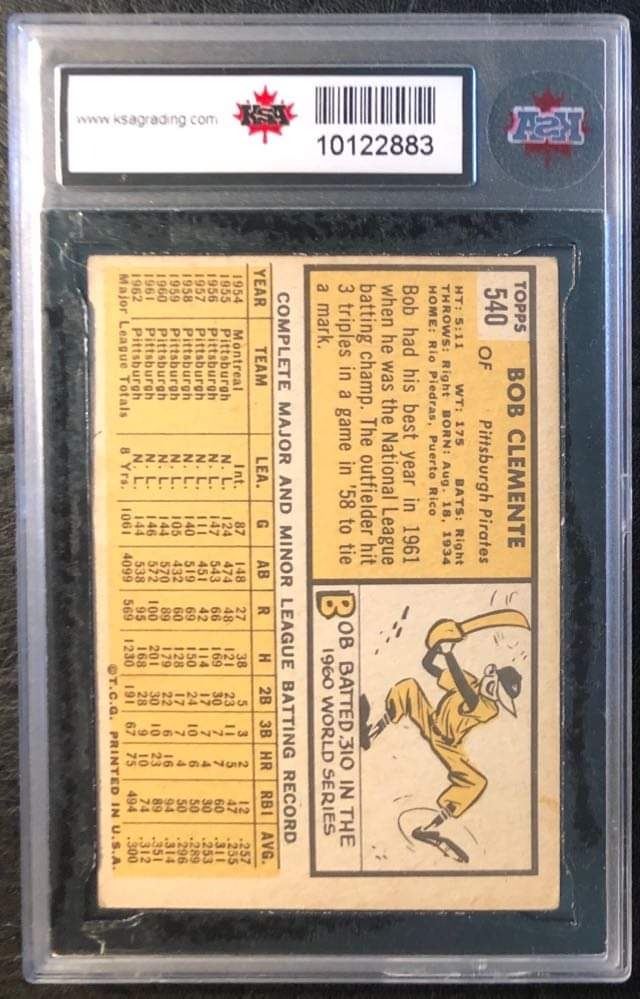 www.ksagrading.com
KSA
10122883
KSA
TOPPS
540
BOB CLEMENTE
OF Pittsburgh Pirates
HT: 5:11 WT: 175 BATS: Right
THROWS: Right BORN: Aug. 18, 1934
HOME: Rio Piedras, Puerto Rico
Bob had his best year in 1961
when he was the National League
batting champ. The outfielder hit
3 triples in a game in '58 to tie
a mark.
BOB BATTED .310 IN THE
1960 WORLD SERIES
COMPLETE MAJOR AND MINOR LEAGUE BATTING RECORD
YEAR TEAM LEA. G AB R H 2B 3B HR RBI AVG.
1954 Montreal Int. 87 148 27 38 5 3 2 12 .257
1955 Pittsburgh N. L. 124 474 48 121 23 11 5 47 .255
1956 Pittsburgh N. L. 147 543 66 169 30 7 7 60 .311
1957 Pittsburgh N. L. 111 451 42 114 17 7 4 30 .253
1958 Pittsburgh N. L. 140 519 69 150 24 10 6 50 .289
1959 Pittsburgh N. L. 105 432 60 128 17 7 4 50 .296
1960 Pittsburgh N. L. 144 570 89 179 22 6 16 94 .314
1961 Pittsburgh N. L. 146 572 100 201 30 10 23 89 .351
1962 Pittsburgh N. L. 144 538 95 168 28 9 10 74 .312
Major League Totals 8 Yrs. 1061 4099 569 1230 191 67 75 494 .300
©T.C.G. PRINTED IN U.S.A.